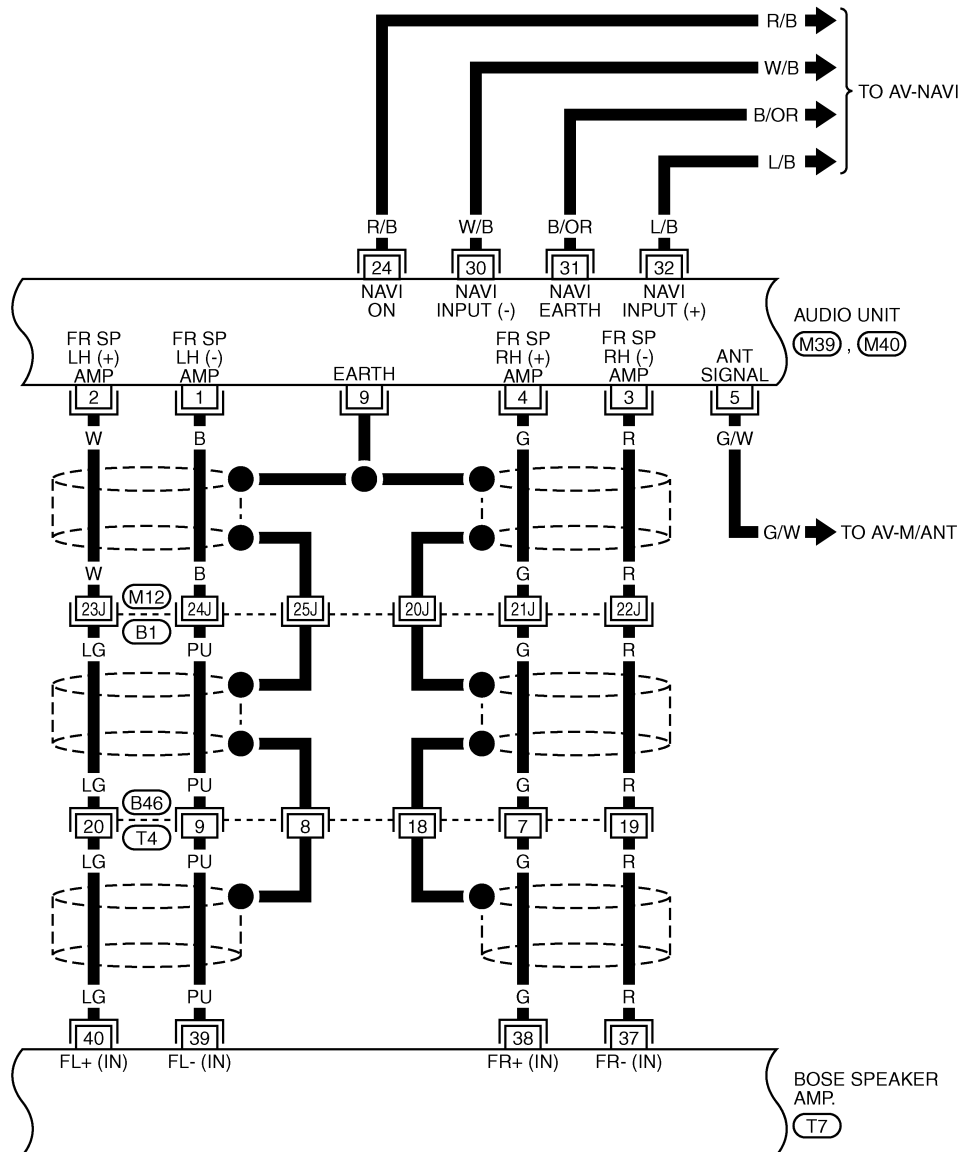 R/B
W/B
B/OR
L/B
TO AV-NAVI
R/B W/B B/OR L/B
24 30 31 32
NAVI ON
NAVI INPUT (-)
NAVI EARTH
NAVI INPUT (+)
AUDIO UNIT
M39 , M40
FR SP LH (+) AMP
FR SP LH (-) AMP
EARTH
FR SP RH (+) AMP
FR SP RH (-) AMP
ANT SIGNAL
2 1 9 4 3 5
W B G R G/W
G/W TO AV-M/ANT
W B G R
M12
23J 24J 25J 20J 21J 22J
B1
LG PU G R
LG PU G R
B46
20 9 8 18 7 19
T4
LG PU G R
LG PU G R
40 39 38 37
FL+ (IN) FL- (IN) FR+ (IN) FR- (IN)
BOSE SPEAKER
AMP.
T7